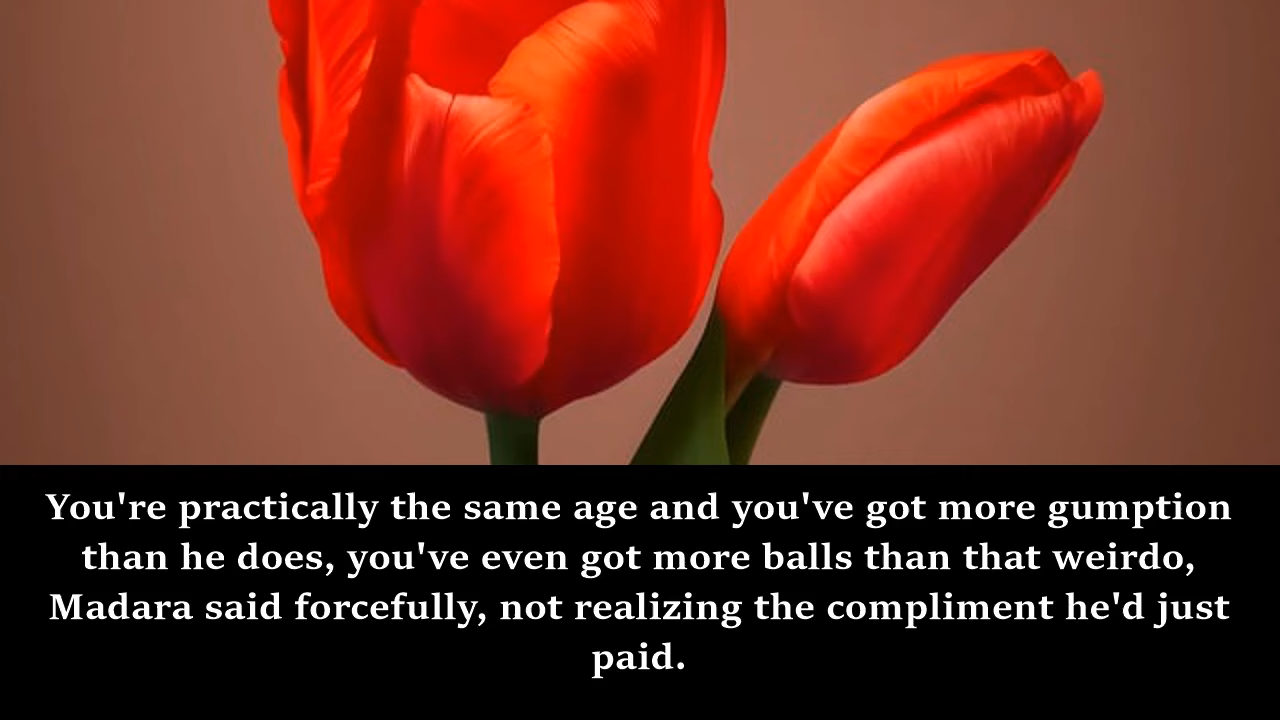 You're practically the same age and you've got more gumption
than he does, you've even got more balls than that weirdo,
Madara said forcefully, not realizing the compliment he'd just
paid.